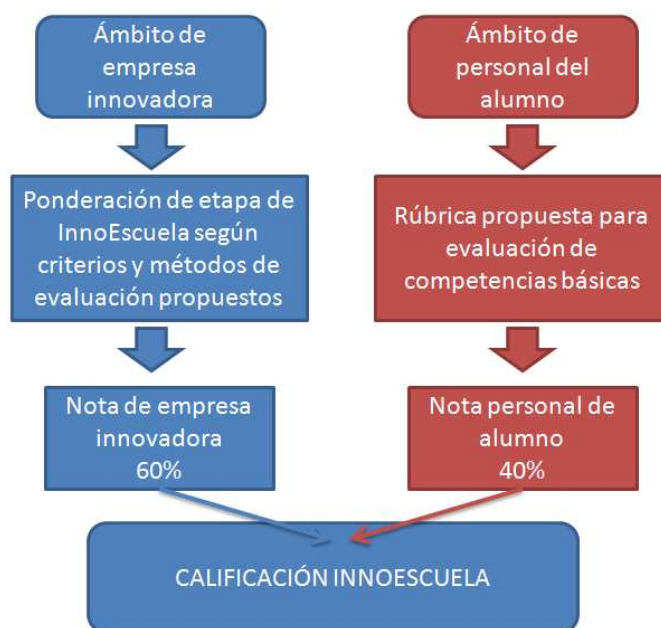 Ámbito de
empresa
innovadora
Ámbito de
personal del
alumno
Ponderación de etapa de
InnoEscuela según
criterios y métodos de
evaluación propuestos
Rúbrica propuesta para
evaluación de
competencias básicas
Nota de empresa
innovadora
60%
Nota personal de
alumno
40%
CALIFICACIÓN INNOESCUELA